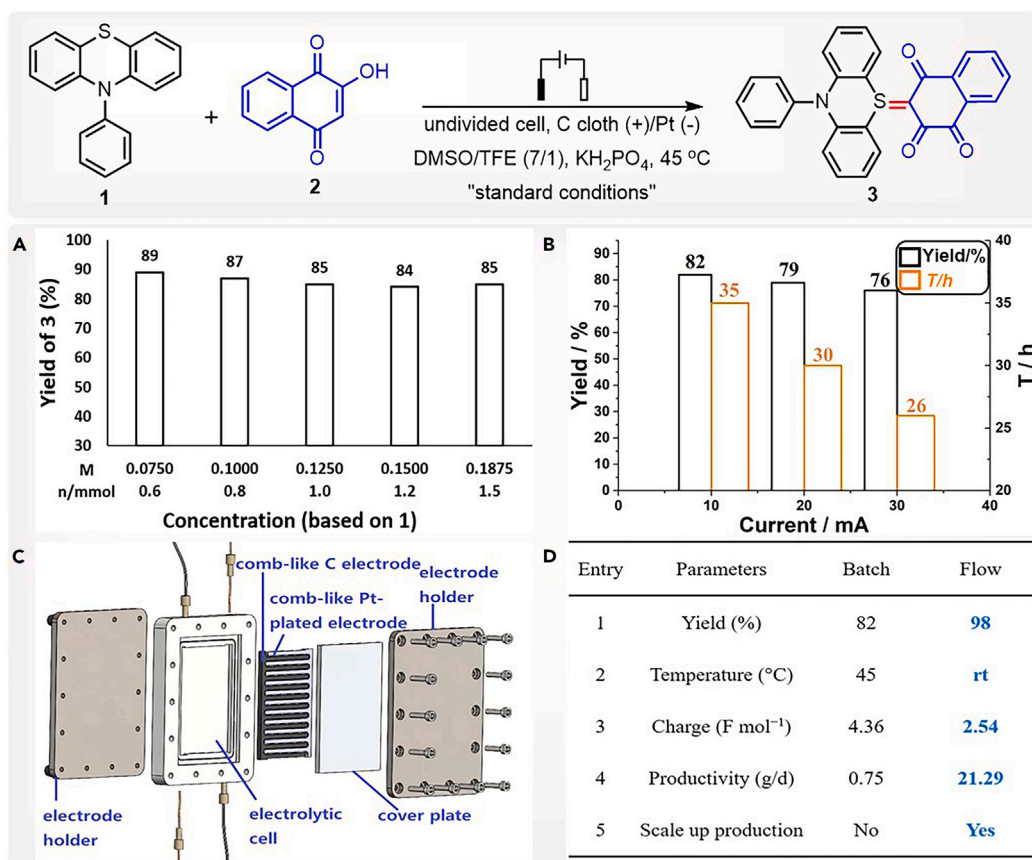 S
N
1
+
O
OH
O
2
undivided cell, C cloth (+)/Pt (-)
DMSO/TFE (7/1), KH₂PO₄, 45 °C
"standard conditions"
N
S
O
O
O
3
A
Yield of 3 (%)
100
90
80
70
60
50
40
30
89
87
85
84
85
M 0.0750 0.1000 0.1250 0.1500 0.1875
n/mmol 0.6 0.8 1.0 1.2 1.5
Concentration (based on 1)
B
Yield / %
90
80
70
60
50
40
30
20
10
0
82
79
76
35
30
26
Yield/%
T/h
40
35
30
25
20
T / h
0 10 20 30 40
Current / mA
C
comb-like C electrode
comb-like Pt-
plated electrode
electrode
holder
electrode
holder
electrolytic
cell
cover plate
D
Entry Parameters Batch Flow
1 Yield (%) 82 98
2 Temperature (°C) 45 rt
3 Charge (F mol⁻¹) 4.36 2.54
4 Productivity (g/d) 0.75 21.29
5 Scale up production No Yes